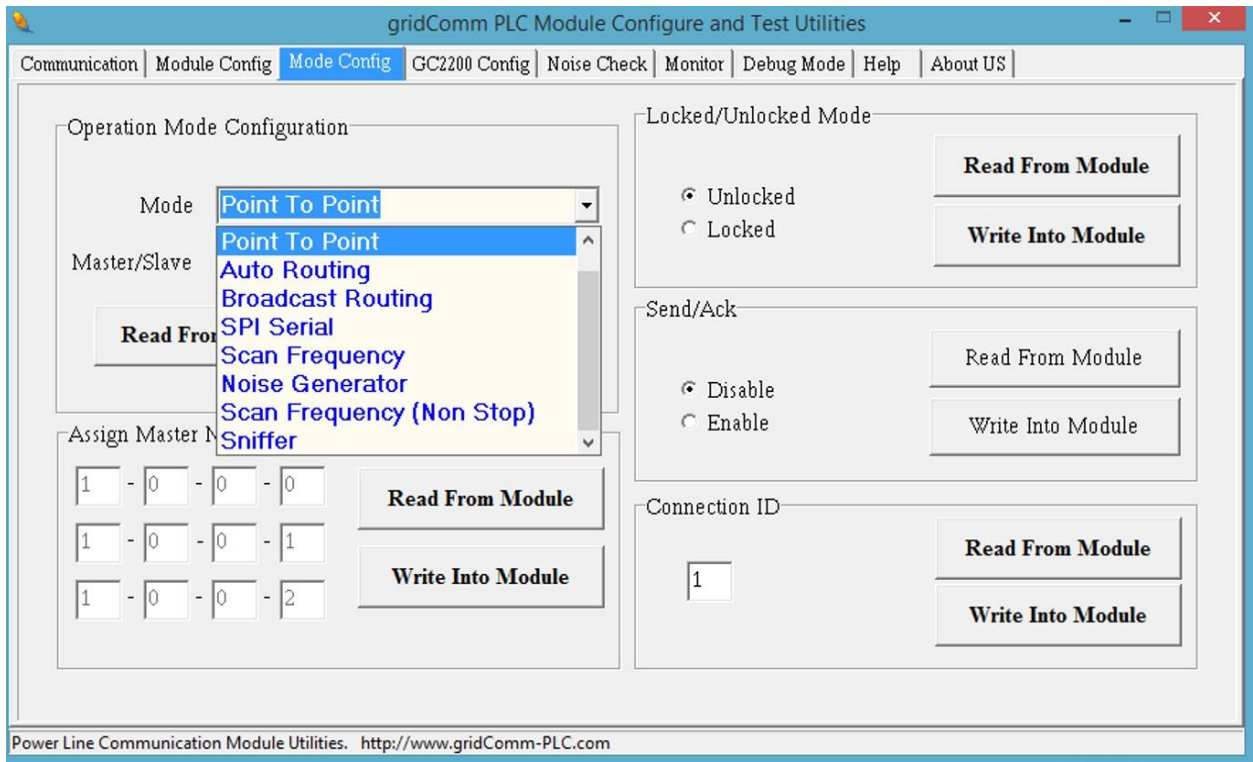 gridComm PLC Module Configure and Test Utilities
Communication Module Config Mode Config GC2200 Config Noise Check Monitor Debug Mode Help About US
Operation Mode Configuration
Mode Point To Point
Point To Point
Auto Routing
Broadcast Routing
SPI Serial
Scan Frequency
Noise Generator
Scan Frequency (Non Stop)
Sniffer
Master/Slave
Read
Assign Master
1 - 0 - 0 - 0
1 - 0 - 0 - 1
1 - 0 - 0 - 2
Read From Module
Write Into Module
Locked/Unlocked Mode
Unlocked
Locked
Read From Module
Write Into Module
Send/Ack
Disable
Enable
Read From Module
Write Into Module
Connection ID
1
Read From Module
Write Into Module
Power Line Communication Module Utilities. http://www.gridComm-PLC.com